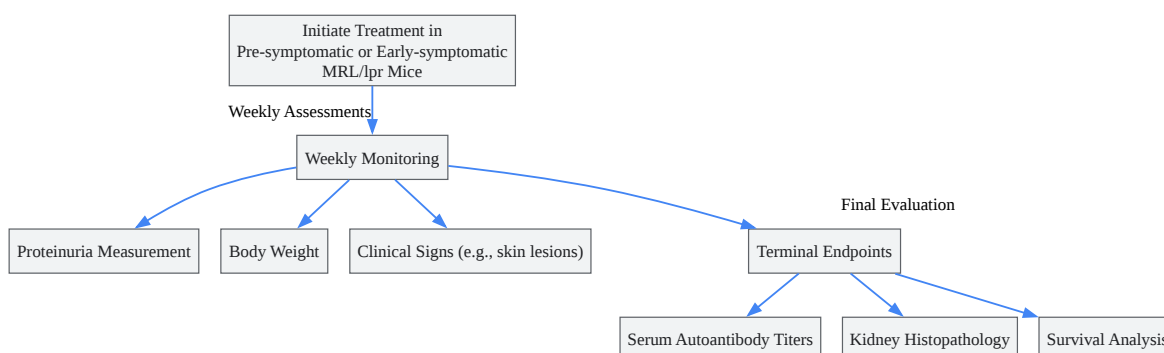 Initiate Treatment in
Pre-symptomatic or Early-symptomatic
MRL/lpr Mice
Weekly Assessments
Weekly Monitoring
Final Evaluation
Proteinuria Measurement
Body Weight
Clinical Signs (e.g., skin lesions)
Terminal Endpoints
Serum Autoantibody Titers
Kidney Histopathology
Survival Analysis